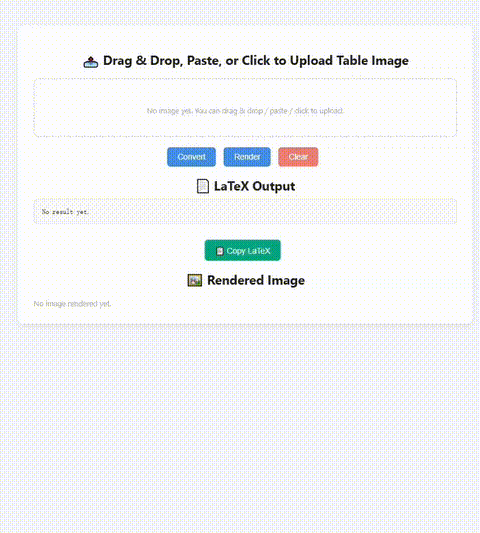 📤 Drag & Drop, Paste, or Click to Upload Table Image
No image yet. You can drag & drop / paste / click to upload.
Convert
Render
Clear
📄 LaTeX Output
No result yet.
📋 Copy LaTeX
🖼️ Rendered Image
No image rendered yet.